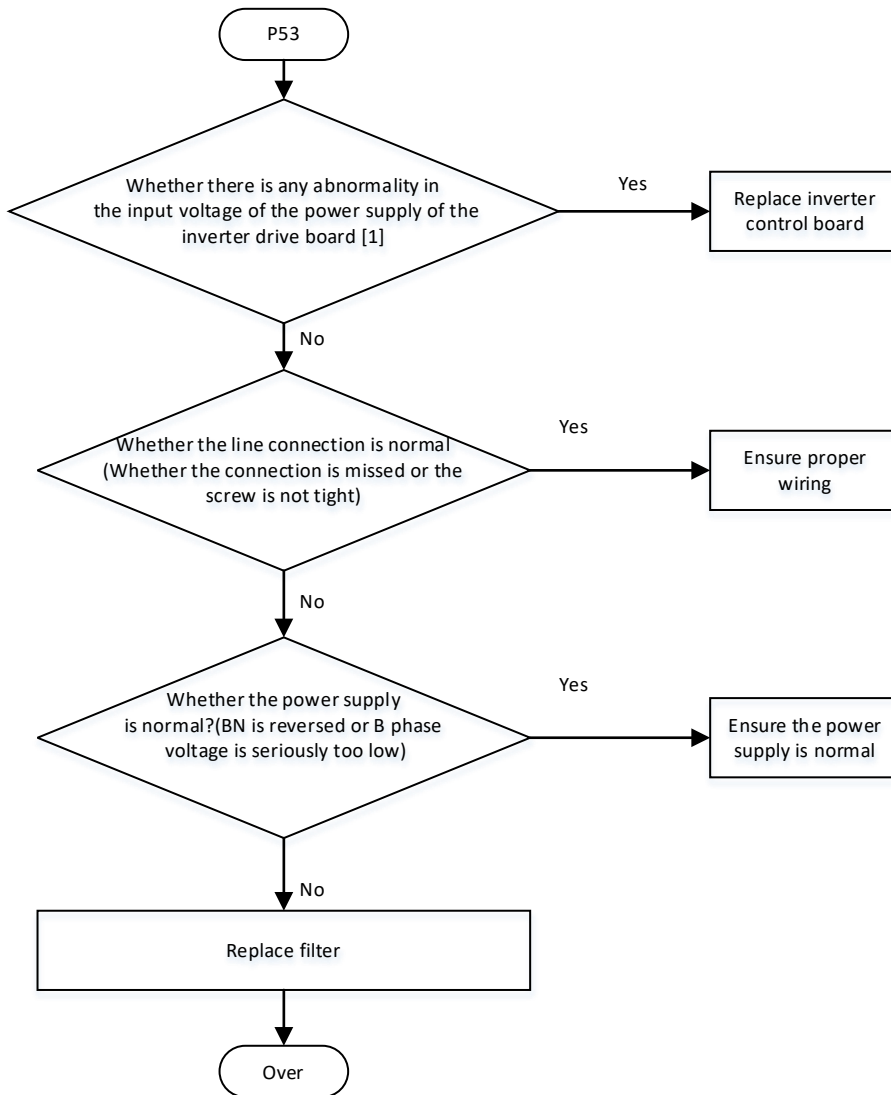 P53
Whether there is any abnormality in
the input voltage of the power supply of the
inverter drive board [1]
Yes
Replace inverter
control board
No
Whether the line connection is normal
(Whether the connection is missed or the
screw is not tight)
Yes
Ensure proper
wiring
No
Whether the power supply
is normal?(BN is reversed or B phase
voltage is seriously too low)
Yes
Ensure the power
supply is normal
No
Replace filter
Over